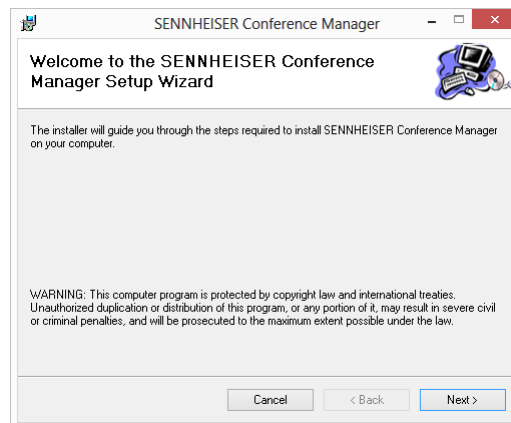 SENNHEISER Conference Manager
Welcome to the SENNHEISER Conference
Manager Setup Wizard
The installer will guide you through the steps required to install SENNHEISER Conference Manager
on your computer.
WARNING: This computer program is protected by copyright law and international treaties.
Unauthorized duplication or distribution of this program, or any portion of it, may result in severe civil
or criminal penalties, and will be prosecuted to the maximum extent possible under the law.
Cancel
< Back
Next >